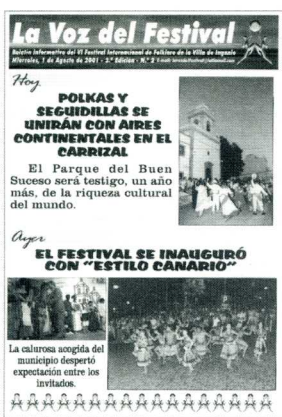 La Voz del Festival
Boletín Informativo del VI Festival Internacional de Folklore de la Villa de Ingenio
Miercoles, 1 de Agosto de 2001 - 3.ª Edición - N.º 2
Hoy
POLKAS Y
SEGUIDILLAS SE
UNIRÁN CON AIRES
CONTINENTALES EN EL
CARRIZAL
El Parque del Buen
Suceso será testigo, un año
más, de la riqueza cultural
del mundo.
Ayer
EL FESTIVAL SE INAUGURÓ
CON "ESTILO CANARIO"
La calurosa acogida del
municipio despertó
expectación entre los
invitados.